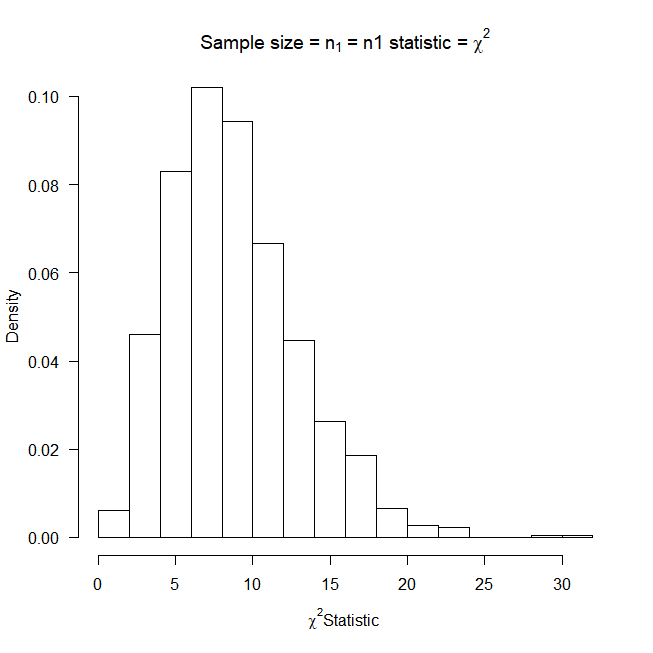 Sample size = n₁ = n1 statistic = χ²
0.10
0.08
0.06
0.04
0.02
0.00
Density
0 5 10 15 20 25 30
χ²Statistic